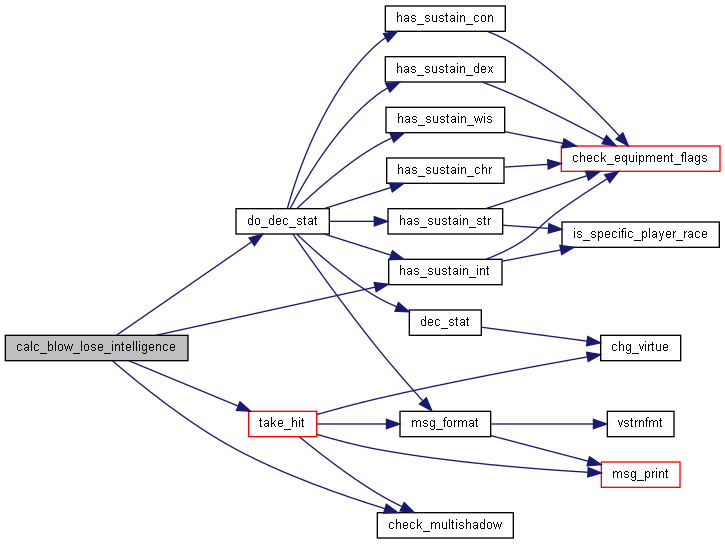 has_sustain_con
has_sustain_dex
has_sustain_wis
check_equipment_flags
has_sustain_chr
do_dec_stat
has_sustain_str
is_specific_player_race
has_sustain_int
dec_stat
calc_blow_lose_intelligence
chg_virtue
take_hit
msg_format
vstrnfmt
msg_print
check_multishadow